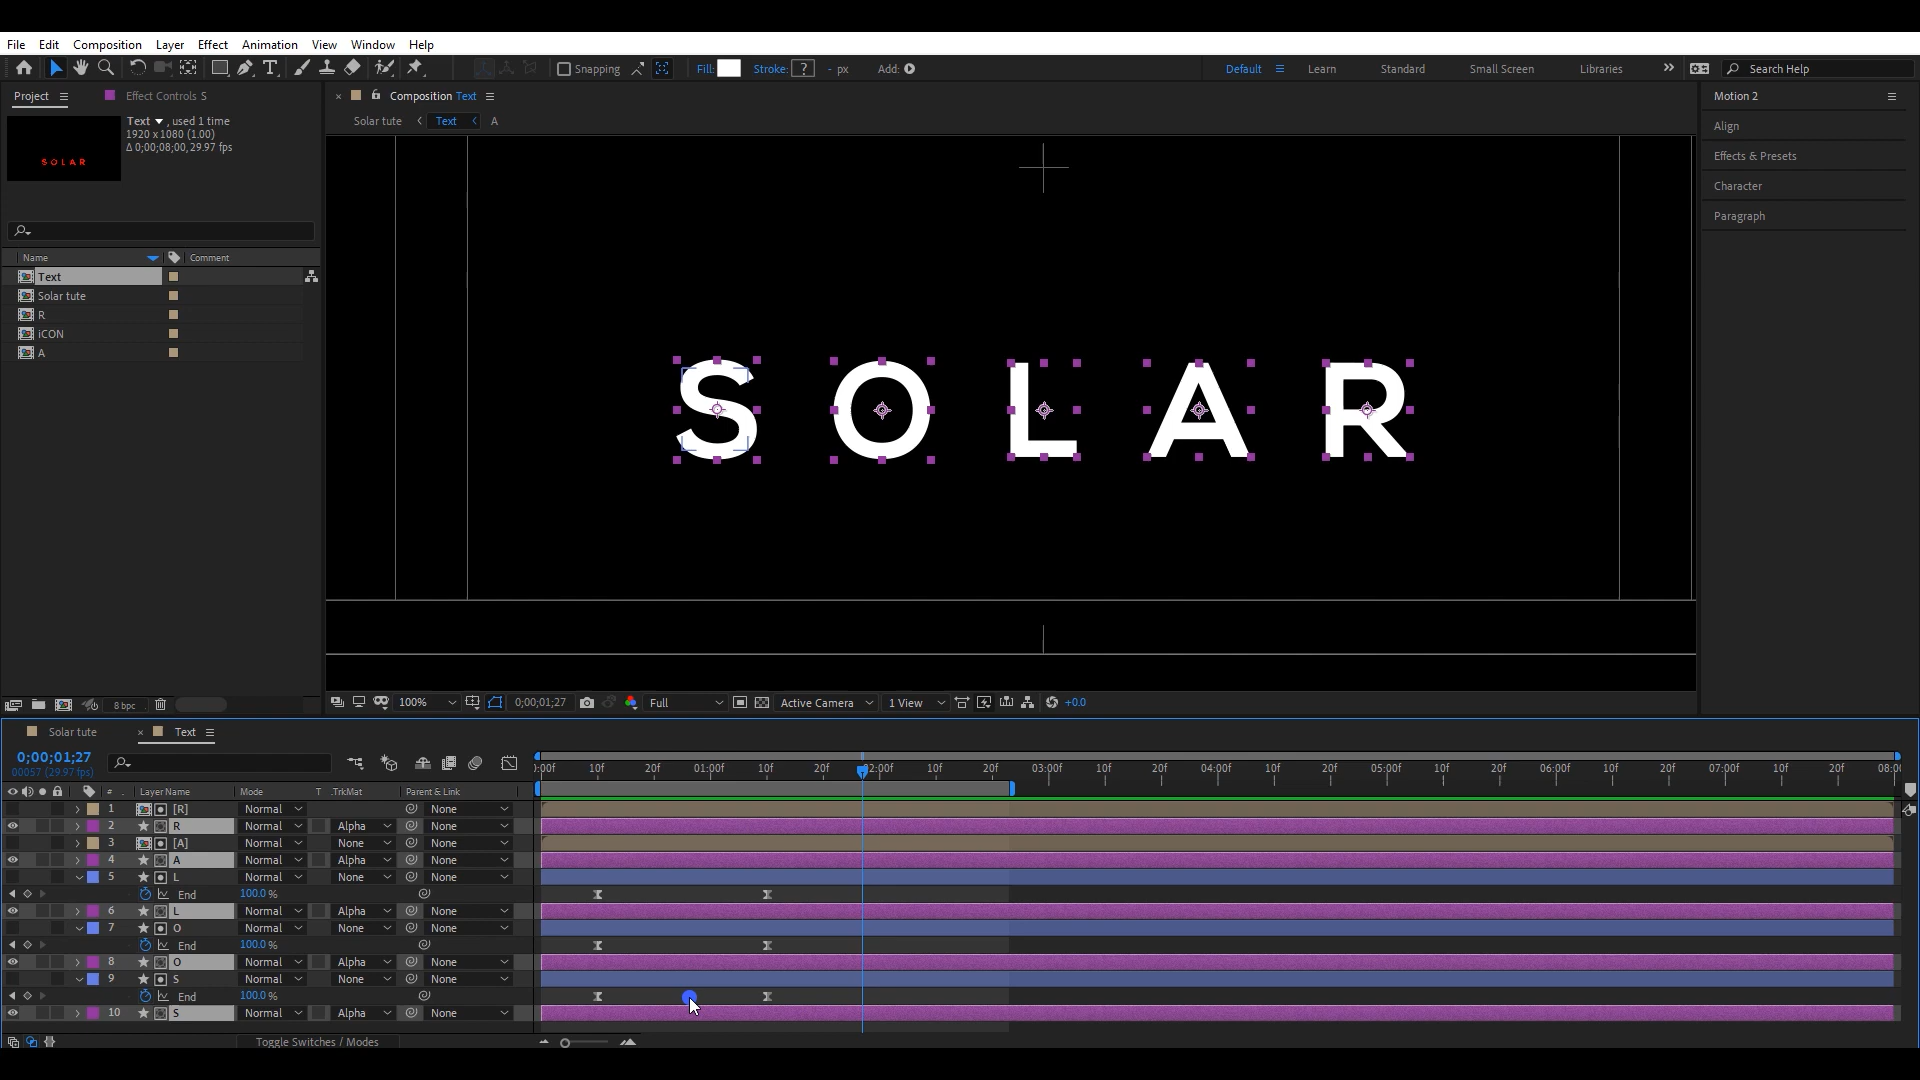 File Edit Composition Layer Effect Animation View Window Help
Snapping Fill: Stroke: ? - px Add: Default Learn Standard Small Screen Libraries Search Help
Project Effect Controls S
Text , used 1 time
1920 x 1080 (1.00)
Δ 0;00;08;00, 29.97 fps
SOLAR
Name Comment
Text
Solar tute
R
iCON
A
8 bpc
Composition Text
Solar tute Text A
S O L A R
100% 0;00;01;27 Full Active Camera 1 View +0.0
Motion 2
Align
Effects & Presets
Character
Paragraph
Solar tute Text
0;00;01;27
00057 (29.97 fps)
:00f 10f 20f 01:00f 10f 20f 02:00f 10f 20f 03:00f 10f 20f 04:00f 10f 20f 05:00f 10f 20f 06:00f 10f 20f 07:00f 10f 20f 08:00
# Layer Name Mode T .TrkMat Parent & Link
1 [R] Normal None
2 R Normal Alpha None
3 [A] Normal None None
4 A Normal Alpha None
5 L Normal None None
End 100.0 %
6 L Normal Alpha None
7 O Normal None None
End 100.0 %
8 O Normal Alpha None
9 S Normal None None
End 100.0 %
10 S Normal Alpha None
Toggle Switches / Modes